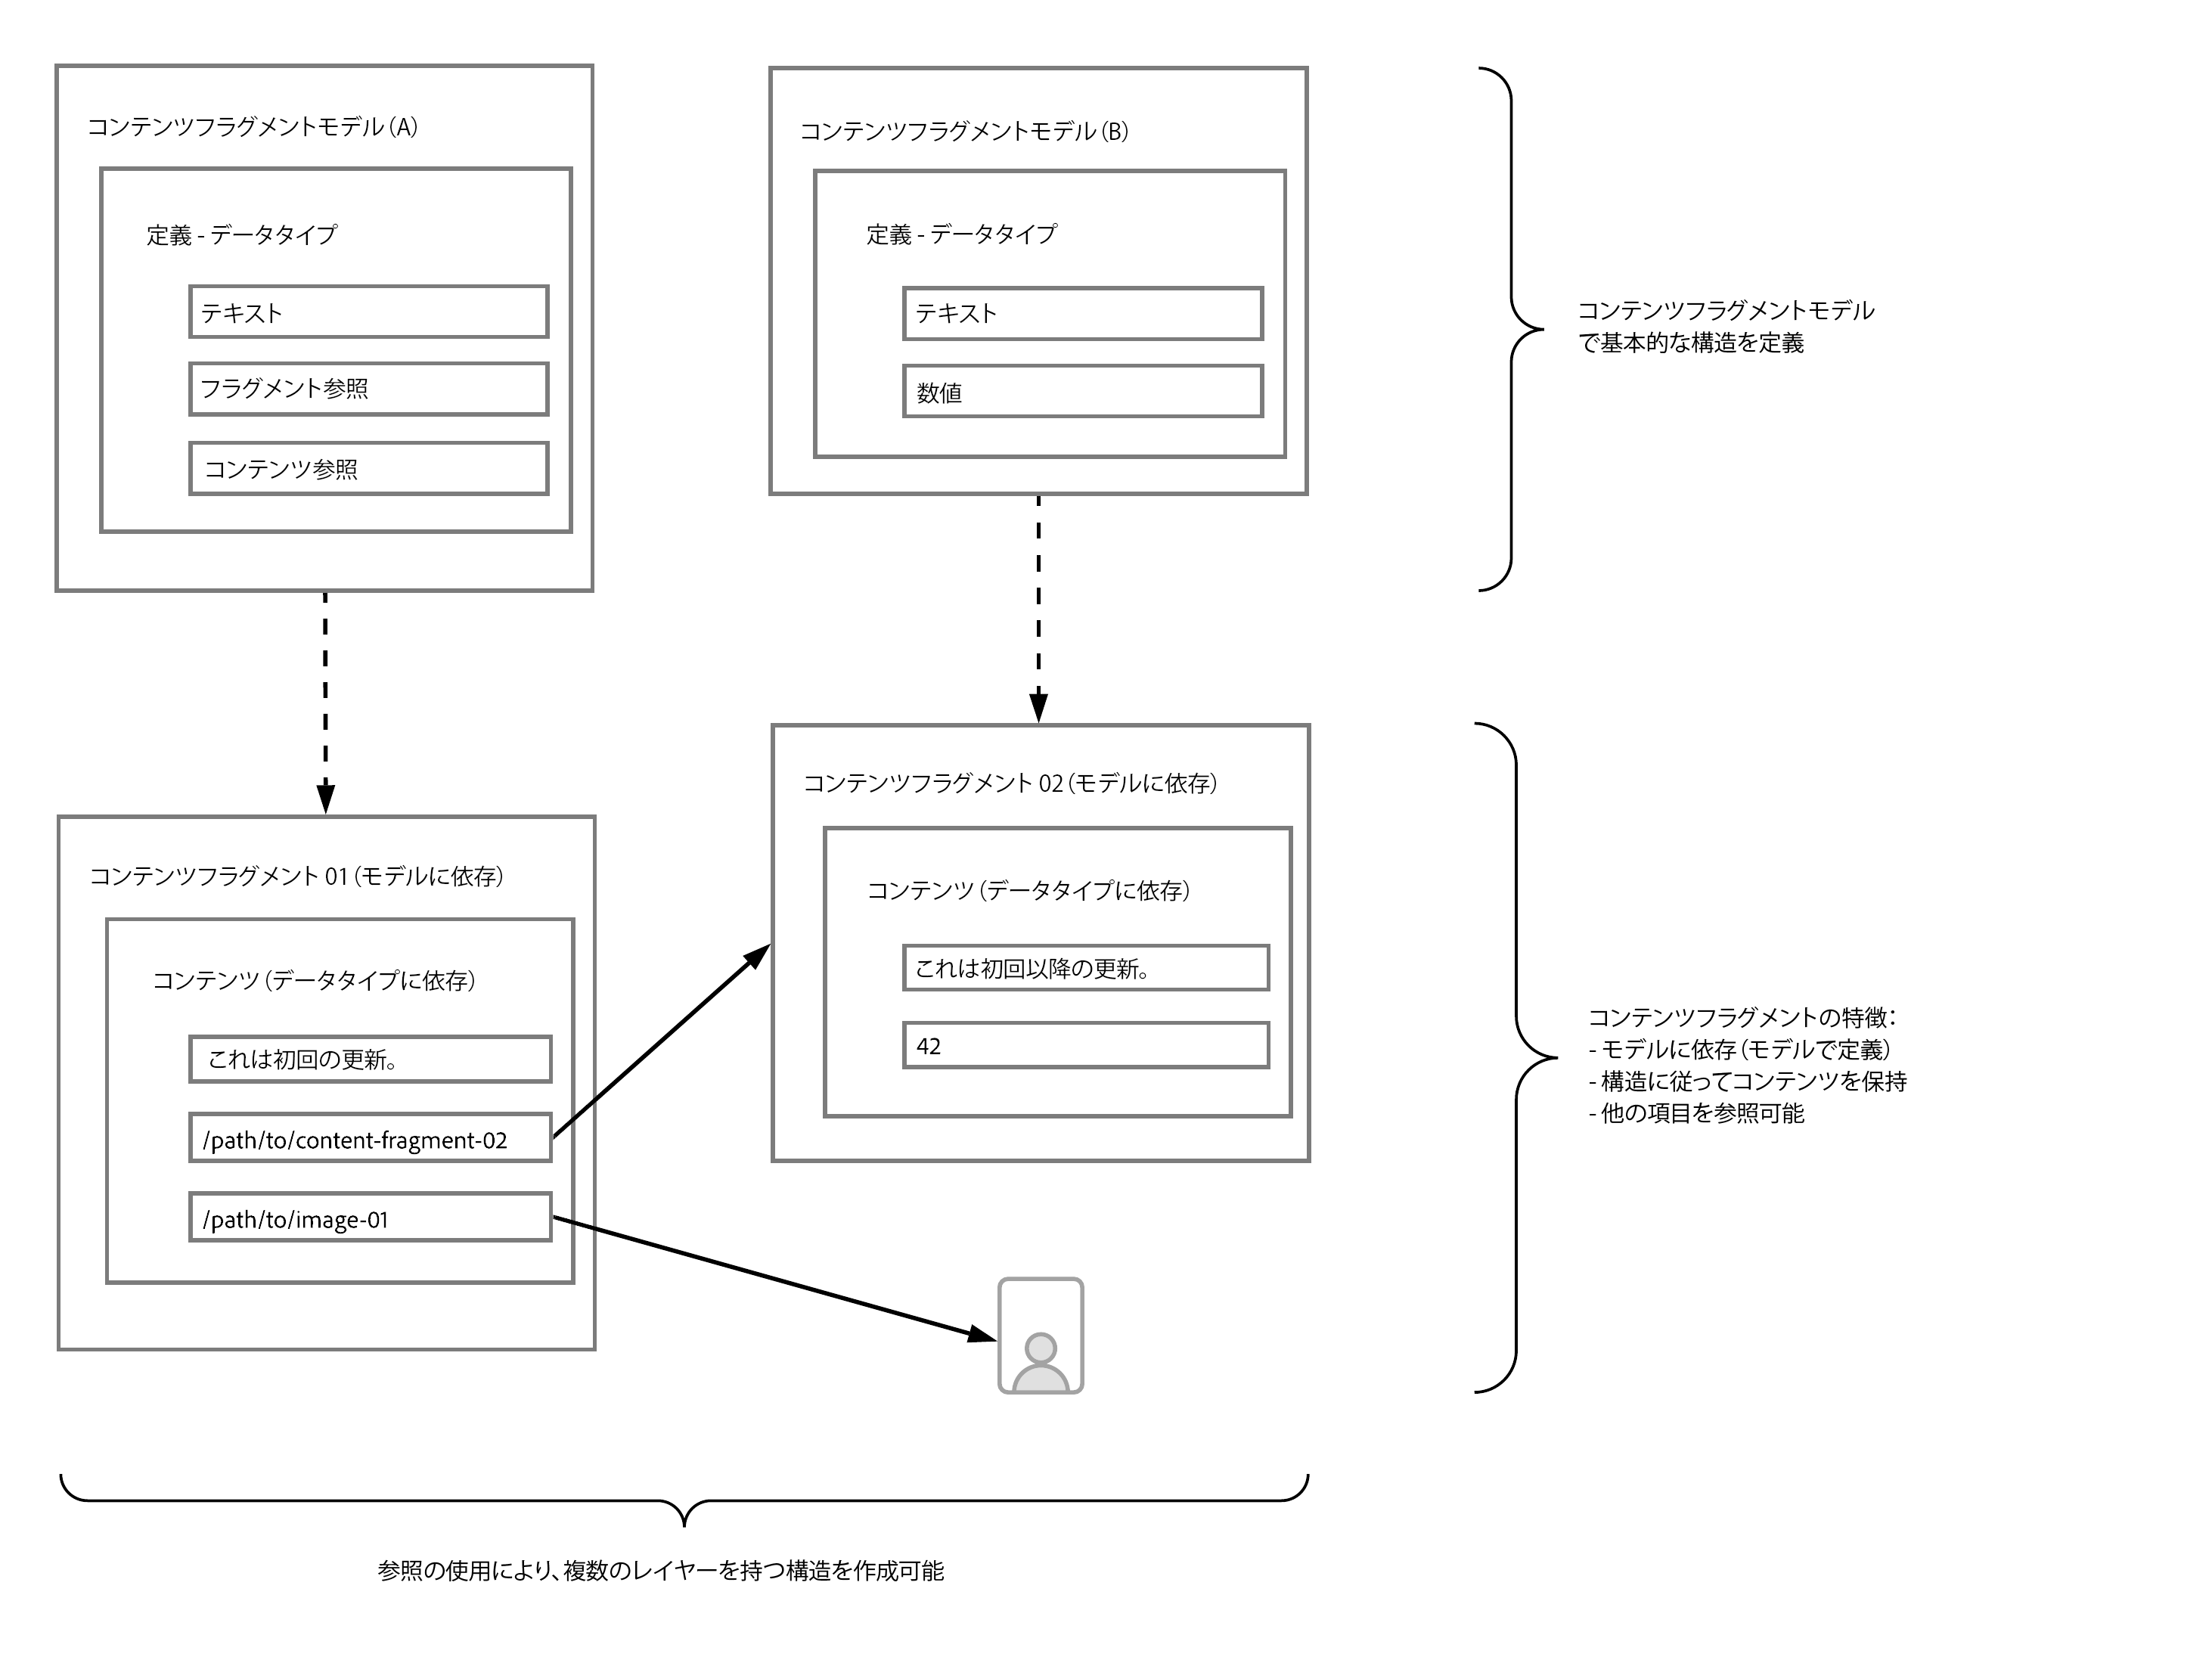 コンテンツフラグメントモデル（A）
定義 - データタイプ
テキスト
フラグメント参照
コンテンツ参照
コンテンツフラグメントモデル（B）
定義 - データタイプ
テキスト
数値
コンテンツフラグメントモデル
で基本的な構造を定義
コンテンツフラグメント 01（モデルに依存）
コンテンツ（データタイプに依存）
これは初回の更新。
/path/to/content-fragment-02
/path/to/image-01
コンテンツフラグメント 02（モデルに依存）
コンテンツ（データタイプに依存）
これは初回以降の更新。
42
コンテンツフラグメントの特徴：
- モデルに依存（モデルで定義）
- 構造に従ってコンテンツを保持
- 他の項目を参照可能
参照の使用により、複数のレイヤーを持つ構造を作成可能